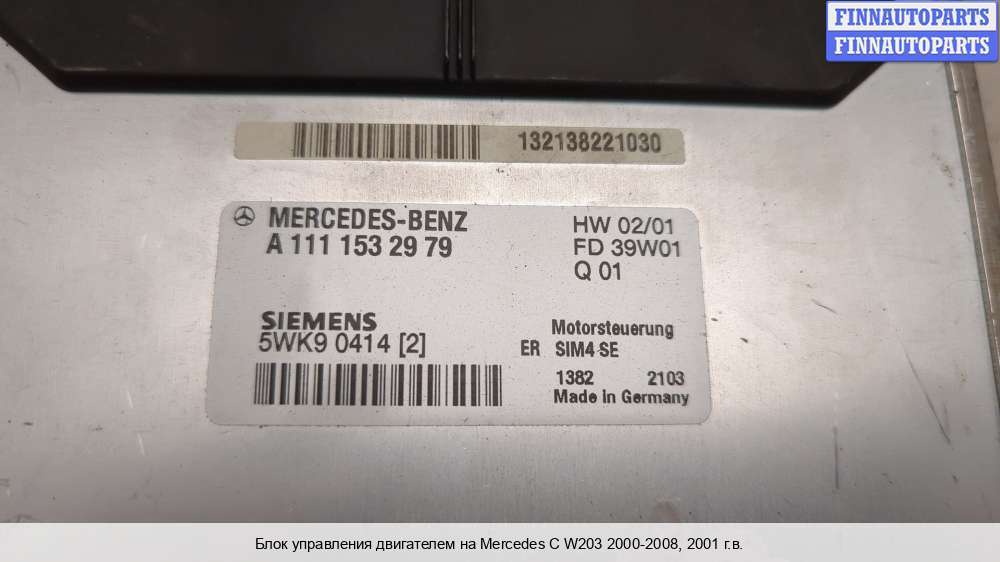 FINNAUTOPARTS
FINNAUTOPARTS
132138221030
MERCEDES-BENZ
A 111 153 29 79
HW 02/01
FD 39W01
Q 01
SIEMENS
5WK9 0414 [2]
Motorsteuerung
ER SIM4 SE
1382 2103
Made In Germany
Блок управления двигателем на Mercedes C W203 2000-2008, 2001 г.в.